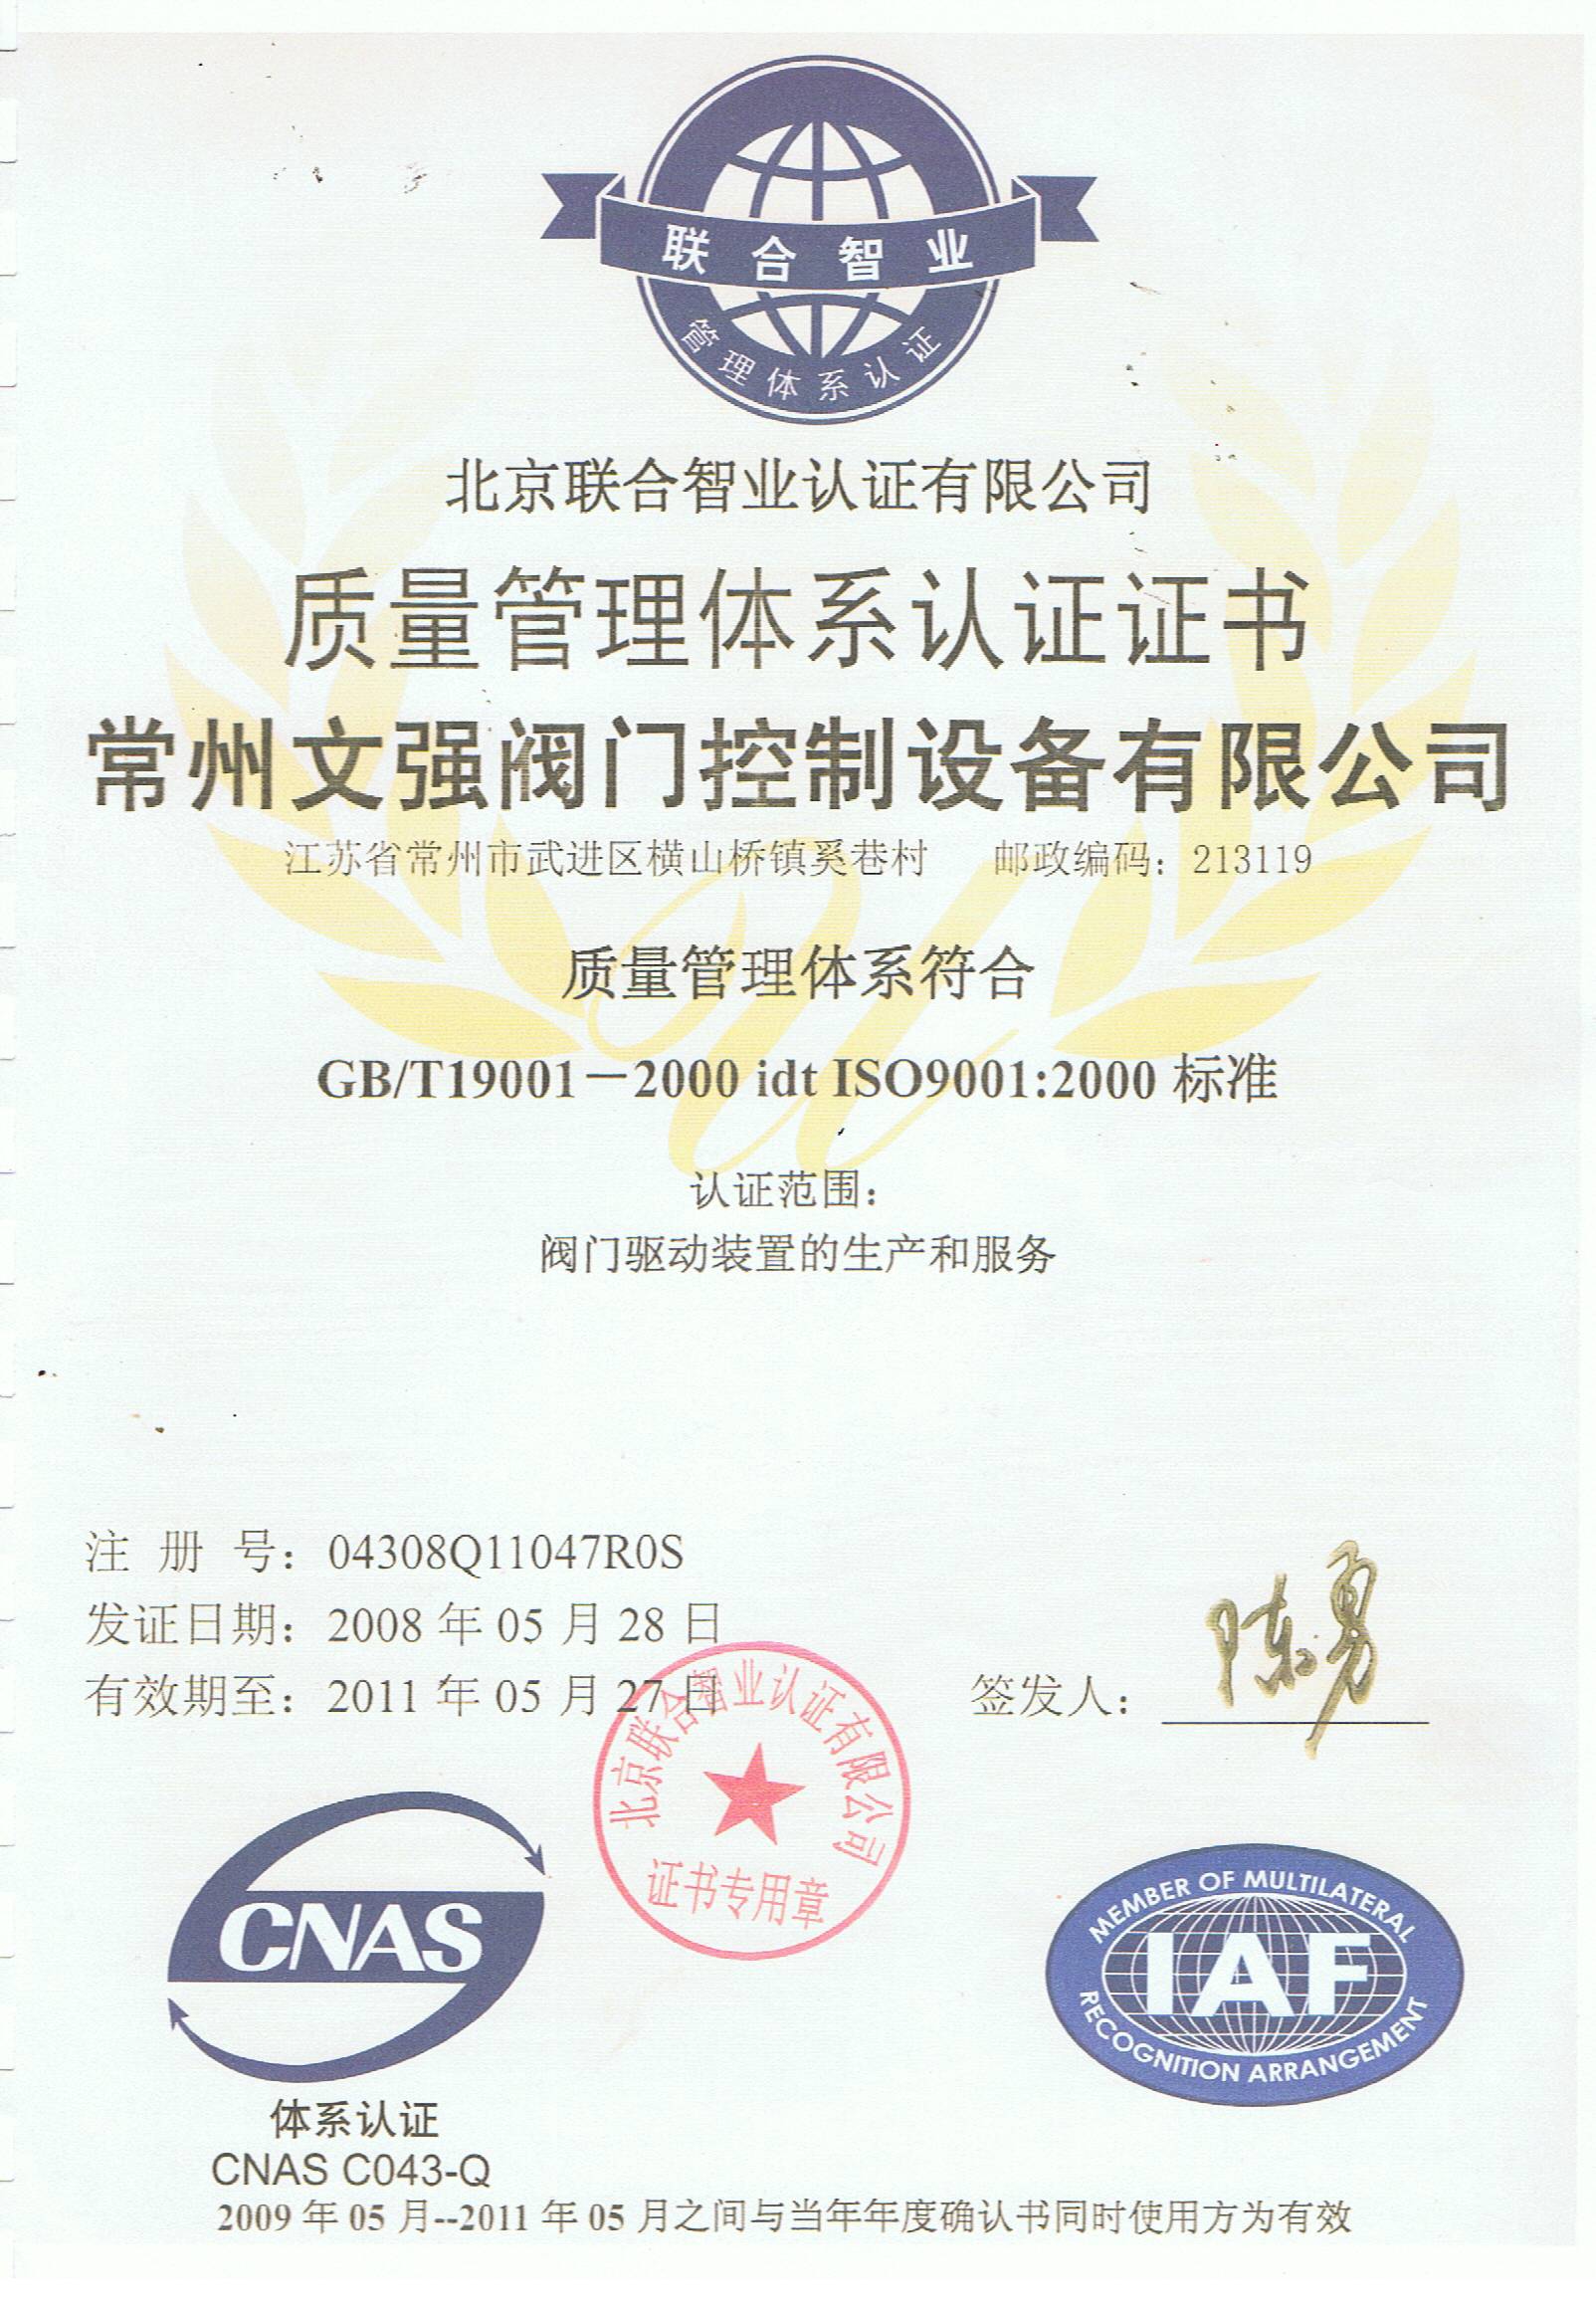 联合智业
管理体系认证
北京联合智业认证有限公司
质量管理体系认证证书
常州文强阀门控制设备有限公司
江苏省常州市武进区横山桥镇奚巷村 邮政编码：213119
质量管理体系符合
GB/T19001－2000 idt ISO9001:2000 标准
认证范围：
阀门驱动装置的生产和服务
注 册 号：04308Q11047R0S
发证日期：2008 年 05 月 28 日
有效期至：2011 年 05 月 27 日
签发人：
陈勇
北京联合智业认证有限公司
证书专用章
CNAS
体系认证
CNAS C043-Q
MEMBER OF MULTILATERAL
IAF
RECOGNITION ARRANGEMENT
2009 年 05 月--2011 年 05 月之间与当年年度确认书同时使用方为有效